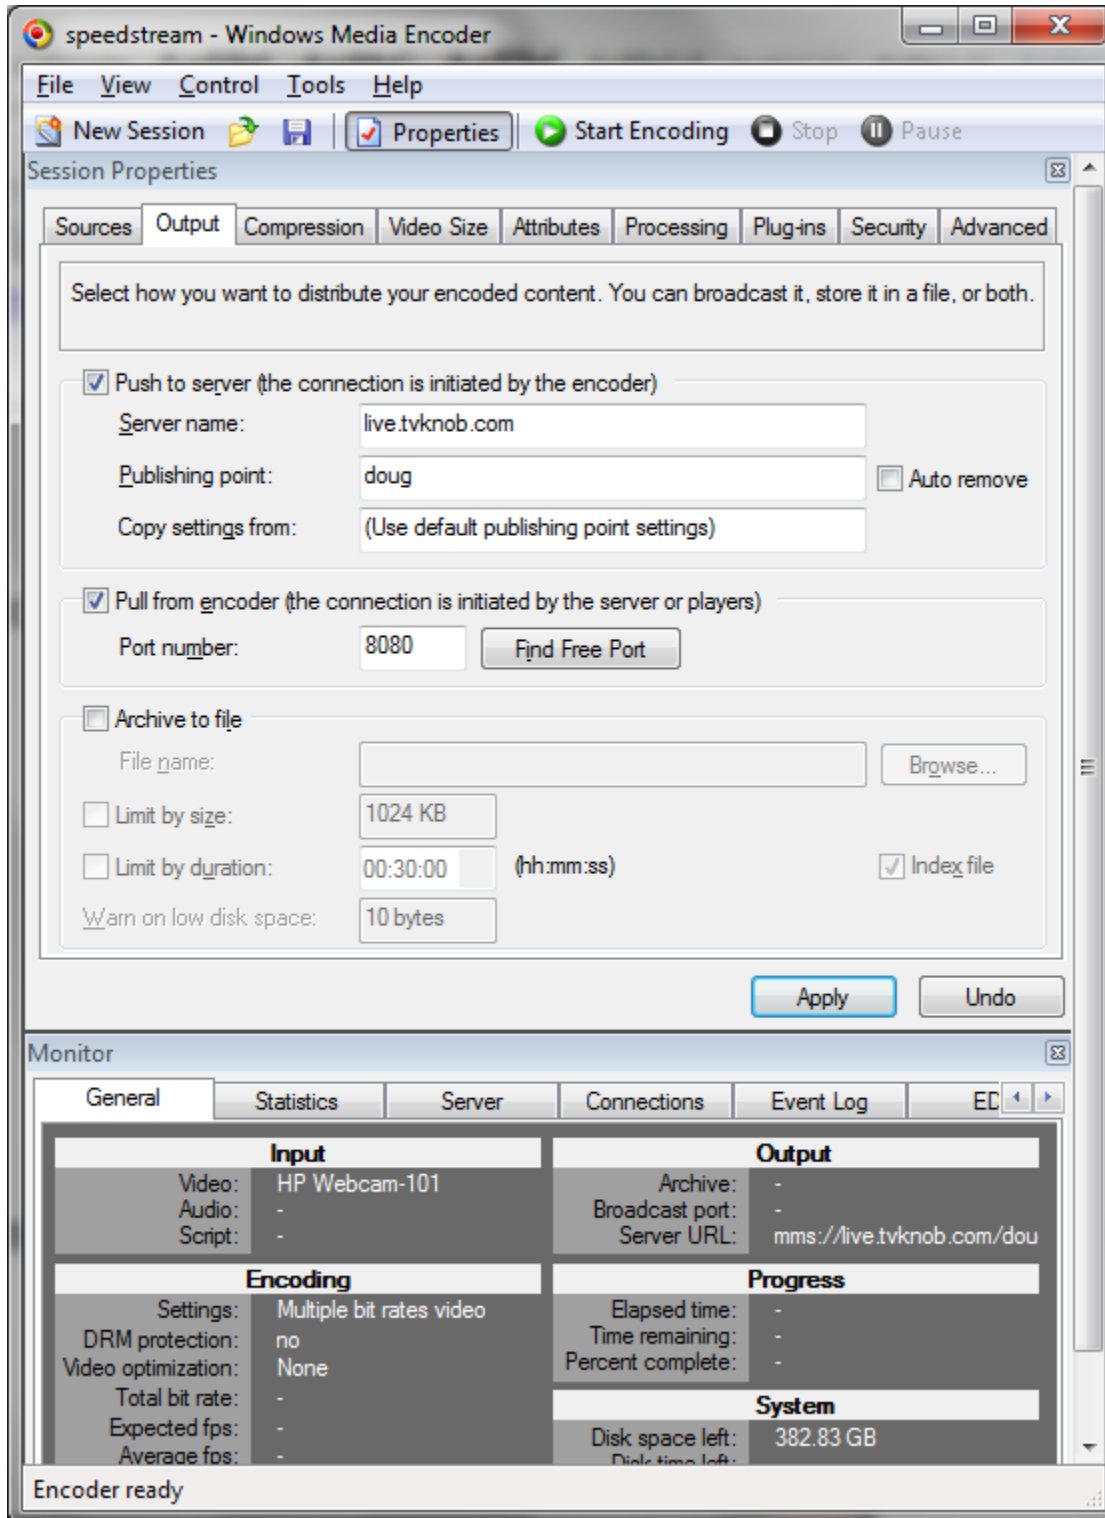 speedstream - Windows Media Encoder
File View Control Tools Help
New Session Properties Start Encoding Stop Pause
Session Properties
Sources Output Compression Video Size Attributes Processing Plug-ins Security Advanced
Select how you want to distribute your encoded content. You can broadcast it, store it in a file, or both.
Push to server (the connection is initiated by the encoder)
Server name: live.tvknob.com
Publishing point: doug Auto remove
Copy settings from: (Use default publishing point settings)
Pull from encoder (the connection is initiated by the server or players)
Port number: 8080 Find Free Port
Archive to file
File name: Browse...
Limit by size: 1024 KB
Limit by duration: 00:30:00 (hh:mm:ss) Index file
Warn on low disk space: 10 bytes
Apply Undo
Monitor
General Statistics Server Connections Event Log ED
Input
Video: HP Webcam-101
Audio: -
Script: -
Output
Archive: -
Broadcast port: -
Server URL: mms://live.tvknob.com/dou
Encoding
Settings: Multiple bit rates video
DRM protection: no
Video optimization: None
Total bit rate: -
Expected fps: -
Average fps: -
Progress
Elapsed time: -
Time remaining: -
Percent complete: -
System
Disk space left: 382.83 GB
Disk time left:
Encoder ready